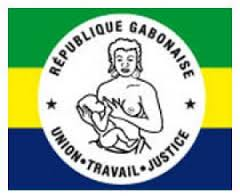 RÉPUBLIQUE GABONAISE
UNION • TRAVAIL • JUSTICE